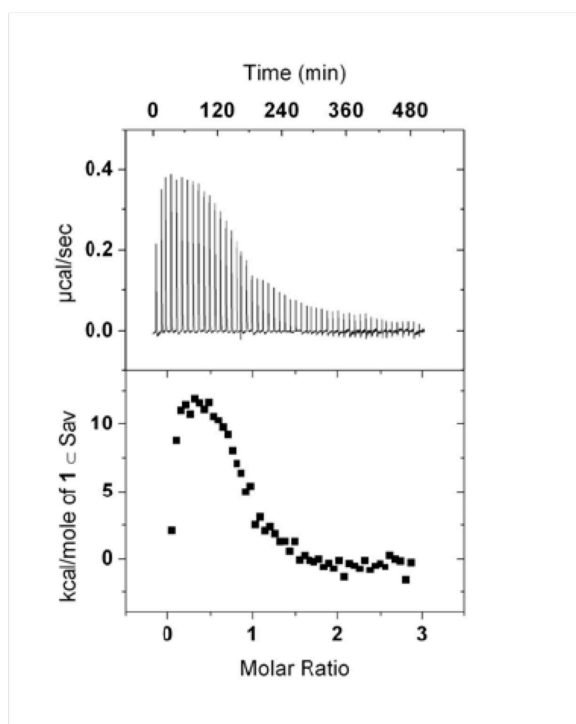 Time (min)
0 120 240 360 480
0.4
0.2
0.0
µcal/sec
10
5
0
kcal/mole of 1 ⊂ Sav
0 1 2 3
Molar Ratio